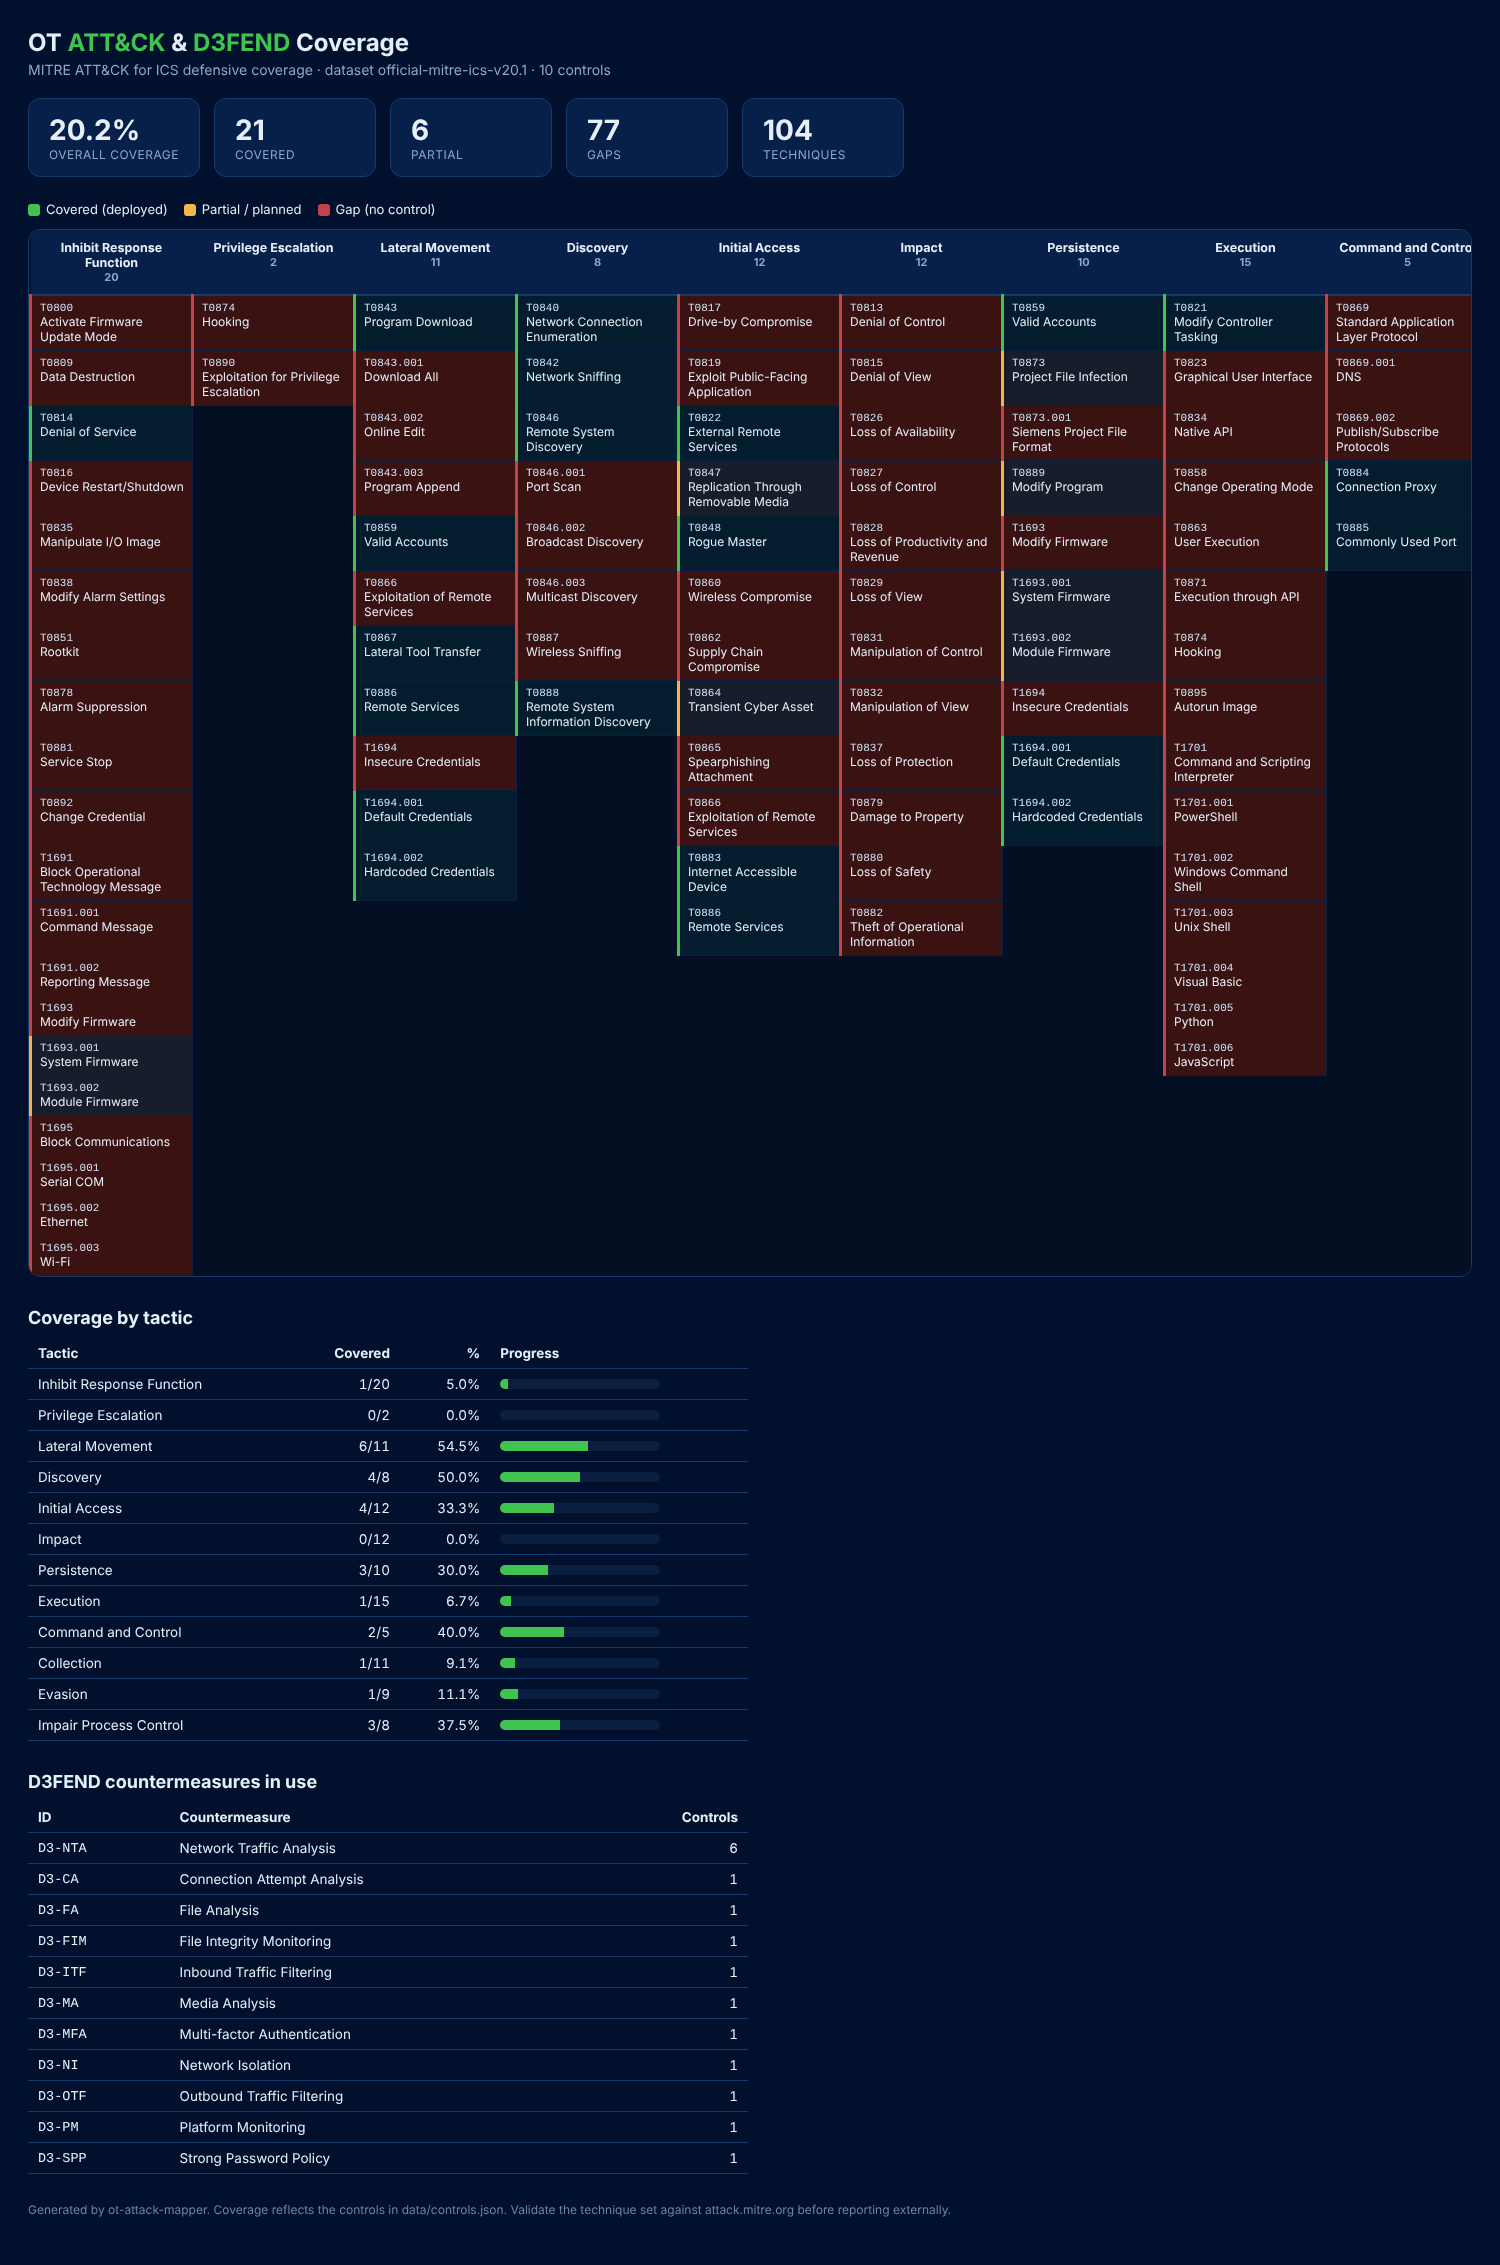 OT ATT&CK & D3FEND Coverage
MITRE ATT&CK for ICS defensive coverage · dataset official-mitre-ics-v20.1 · 10 controls
20.2%
OVERALL COVERAGE
21
COVERED
6
PARTIAL
77
GAPS
104
TECHNIQUES
Covered (deployed)
Partial / planned
Gap (no control)
Inhibit Response
Function
20
T0800
Activate Firmware
Update Mode
T0809
Data Destruction
T0814
Denial of Service
T0816
Device Restart/Shutdown
T0835
Manipulate I/O Image
T0838
Modify Alarm Settings
T0851
Rootkit
T0878
Alarm Suppression
T0881
Service Stop
T0892
Change Credential
T1691
Block Operational
Technology Message
T1691.001
Command Message
T1691.002
Reporting Message
T1693
Modify Firmware
T1693.001
System Firmware
T1693.002
Module Firmware
T1695
Block Communications
T1695.001
Serial COM
T1695.002
Ethernet
T1695.003
Wi-Fi
Privilege Escalation
2
T0874
Hooking
T0890
Exploitation for Privilege
Escalation
Lateral Movement
11
T0843
Program Download
T0843.001
Download All
T0843.002
Online Edit
T0843.003
Program Append
T0859
Valid Accounts
T0866
Exploitation of Remote
Services
T0867
Lateral Tool Transfer
T0886
Remote Services
T1694
Insecure Credentials
T1694.001
Default Credentials
T1694.002
Hardcoded Credentials
Discovery
8
T0840
Network Connection
Enumeration
T0842
Network Sniffing
T0846
Remote System
Discovery
T0846.001
Port Scan
T0846.002
Broadcast Discovery
T0846.003
Multicast Discovery
T0887
Wireless Sniffing
T0888
Remote System
Information Discovery
Initial Access
12
T0817
Drive-by Compromise
T0819
Exploit Public-Facing
Application
T0822
External Remote
Services
T0847
Replication Through
Removable Media
T0848
Rogue Master
T0860
Wireless Compromise
T0862
Supply Chain
Compromise
T0864
Transient Cyber Asset
T0865
Spearphishing
Attachment
T0866
Exploitation of Remote
Services
T0883
Internet Accessible
Device
T0886
Remote Services
Impact
12
T0813
Denial of Control
T0815
Denial of View
T0826
Loss of Availability
T0827
Loss of Control
T0828
Loss of Productivity and
Revenue
T0829
Loss of View
T0831
Manipulation of Control
T0832
Manipulation of View
T0837
Loss of Protection
T0879
Damage to Property
T0880
Loss of Safety
T0882
Theft of Operational
Information
Persistence
10
T0859
Valid Accounts
T0873
Project File Infection
T0873.001
Siemens Project File
Format
T0889
Modify Program
T1693
Modify Firmware
T1693.001
System Firmware
T1693.002
Module Firmware
T1694
Insecure Credentials
T1694.001
Default Credentials
T1694.002
Hardcoded Credentials
Execution
15
T0821
Modify Controller
Tasking
T0823
Graphical User Interface
T0834
Native API
T0858
Change Operating Mode
T0863
User Execution
T0871
Execution through API
T0874
Hooking
T0895
Autorun Image
T1701
Command and Scripting
Interpreter
T1701.001
PowerShell
T1701.002
Windows Command
Shell
T1701.003
Unix Shell
T1701.004
Visual Basic
T1701.005
Python
T1701.006
JavaScript
Command and Contro
5
T0869
Standard Application
Layer Protocol
T0869.001
DNS
T0869.002
Publish/Subscribe
Protocols
T0884
Connection Proxy
T0885
Commonly Used Port
Coverage by tactic
Tactic Covered % Progress
Inhibit Response Function 1/20 5.0%
Privilege Escalation 0/2 0.0%
Lateral Movement 6/11 54.5%
Discovery 4/8 50.0%
Initial Access 4/12 33.3%
Impact 0/12 0.0%
Persistence 3/10 30.0%
Execution 1/15 6.7%
Command and Control 2/5 40.0%
Collection 1/11 9.1%
Evasion 1/9 11.1%
Impair Process Control 3/8 37.5%
D3FEND countermeasures in use
ID Countermeasure Controls
D3-NTA Network Traffic Analysis 6
D3-CA Connection Attempt Analysis 1
D3-FA File Analysis 1
D3-FIM File Integrity Monitoring 1
D3-ITF Inbound Traffic Filtering 1
D3-MA Media Analysis 1
D3-MFA Multi-factor Authentication 1
D3-NI Network Isolation 1
D3-OTF Outbound Traffic Filtering 1
D3-PM Platform Monitoring 1
D3-SPP Strong Password Policy 1
Generated by ot-attack-mapper. Coverage reflects the controls in data/controls.json. Validate the technique set against attack.mitre.org before reporting externally.